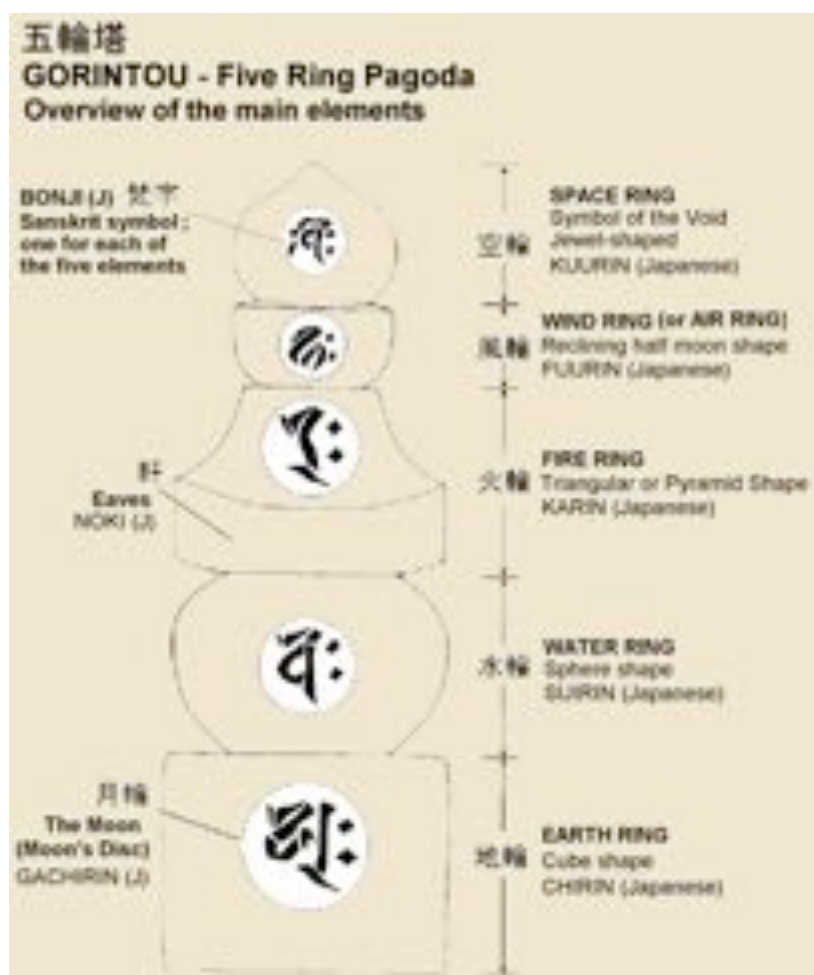 五輪塔
GORINTOU - Five Ring Pagoda
Overview of the main elements
BONJI (J) 梵字
Sanskrit symbol;
one for each of
the five elements
空輪
SPACE RING
Symbol of the Void
Jewel-shaped
KUURIN (Japanese)
風輪
WIND RING (or AIR RING)
Reclining half moon shape
FUURIN (Japanese)
軒
Eaves
NOKI (J)
火輪
FIRE RING
Triangular or Pyramid Shape
KARIN (Japanese)
水輪
WATER RING
Sphere shape
SUIRIN (Japanese)
月輪
The Moon
(Moon's Disc)
GACHIRIN (J)
地輪
EARTH RING
Cube shape
CHIRIN (Japanese)